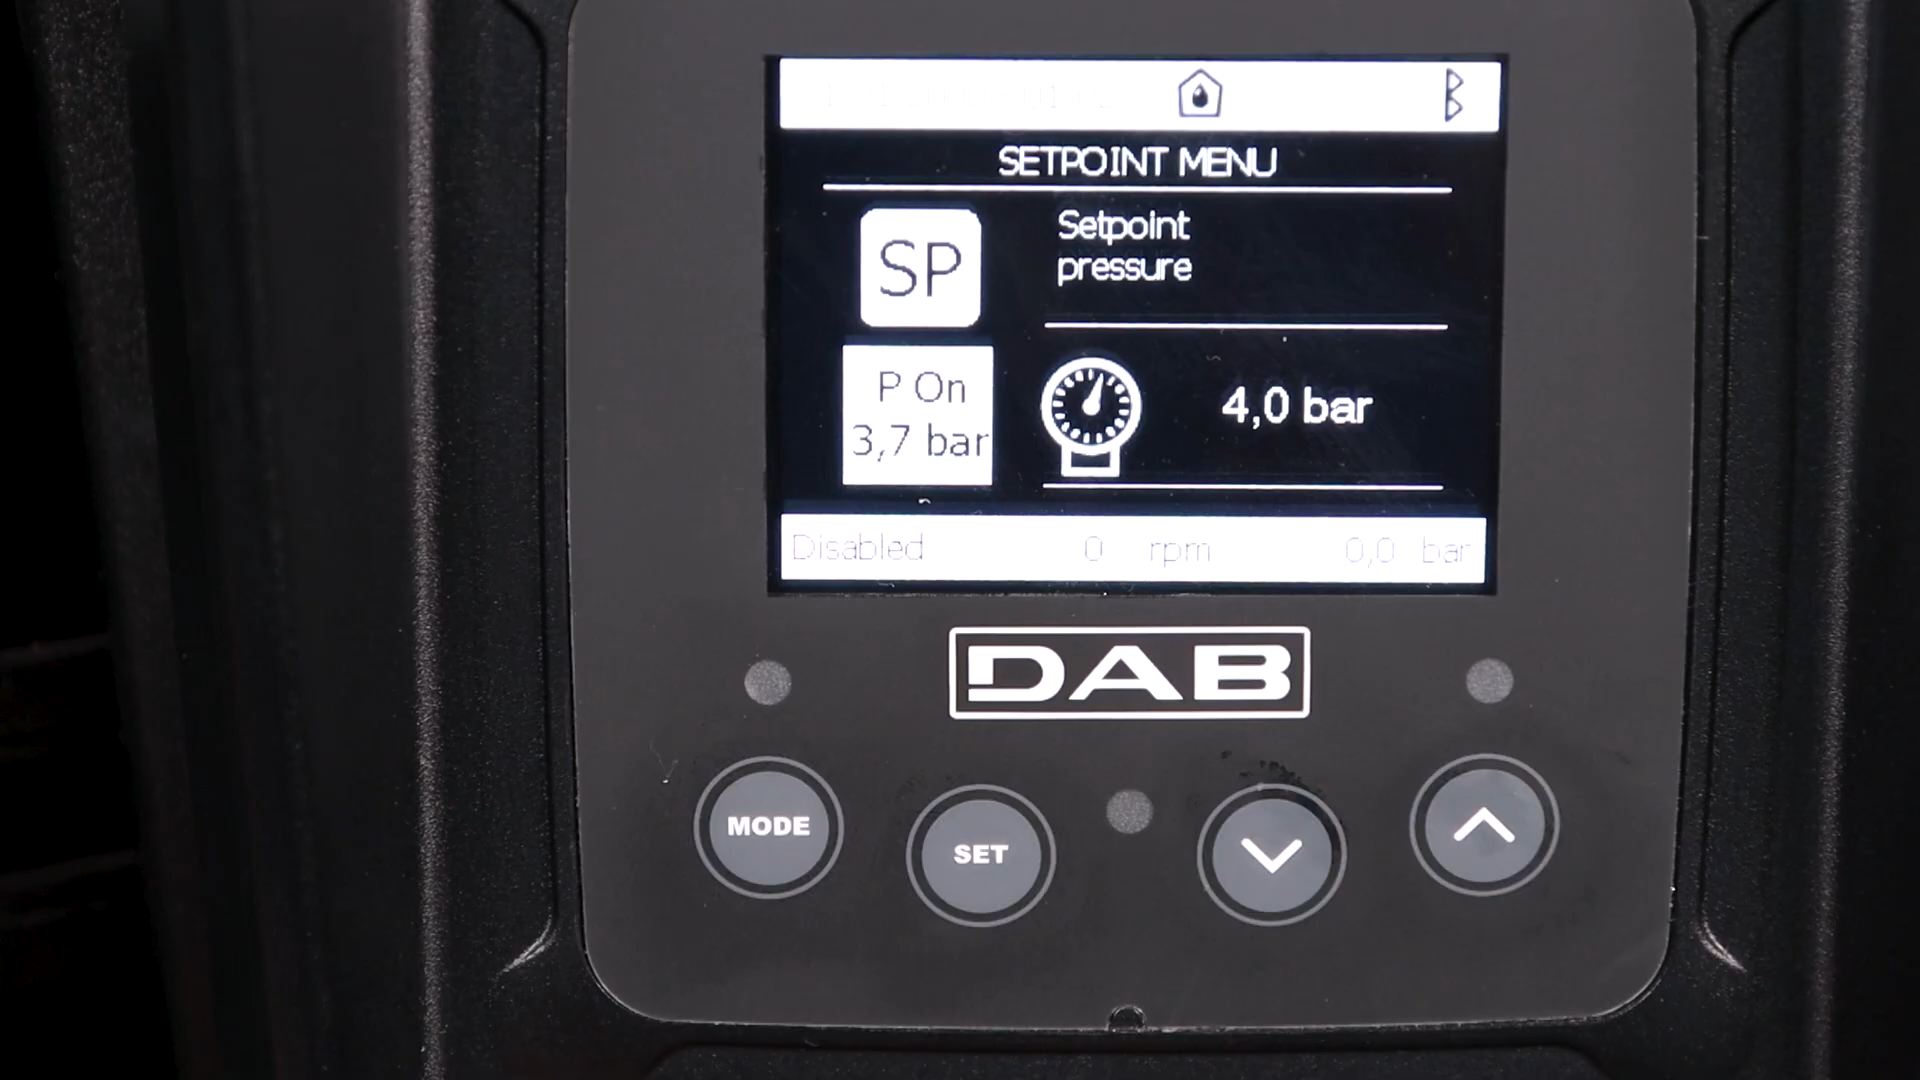 SETPOINT MENU
SP
Setpoint
pressure
P On
3,7 bar
4,0 bar
Disabled 0 rpm 0,0 bar
DAB
MODE
SET